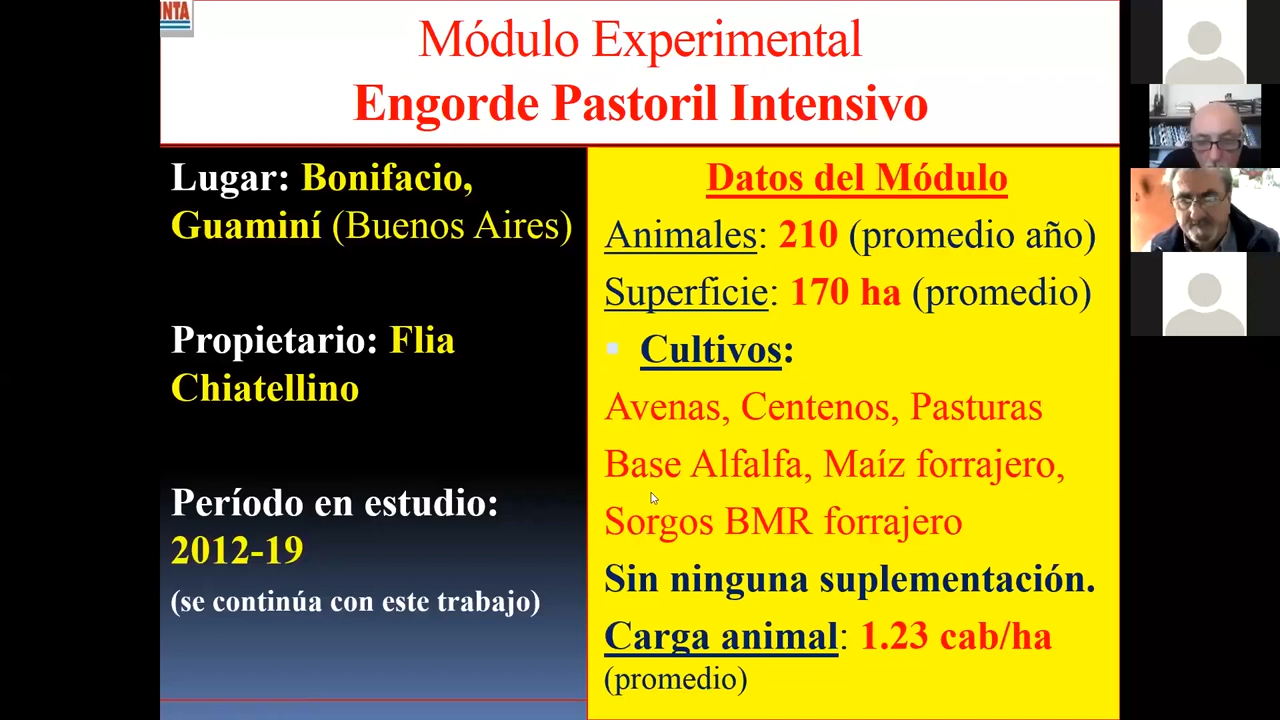 INTA
Módulo Experimental
Engorde Pastoril Intensivo
Lugar: Bonifacio,
Guaminí (Buenos Aires)
Propietario: Flia
Chiatellino
Período en estudio:
2012-19
(se continúa con este trabajo)
Datos del Módulo
Animales: 210 (promedio año)
Superficie: 170 ha (promedio)
Cultivos:
Avenas, Centenos, Pasturas
Base Alfalfa, Maíz forrajero,
Sorgos BMR forrajero
Sin ninguna suplementación.
Carga animal: 1.23 cab/ha
(promedio)